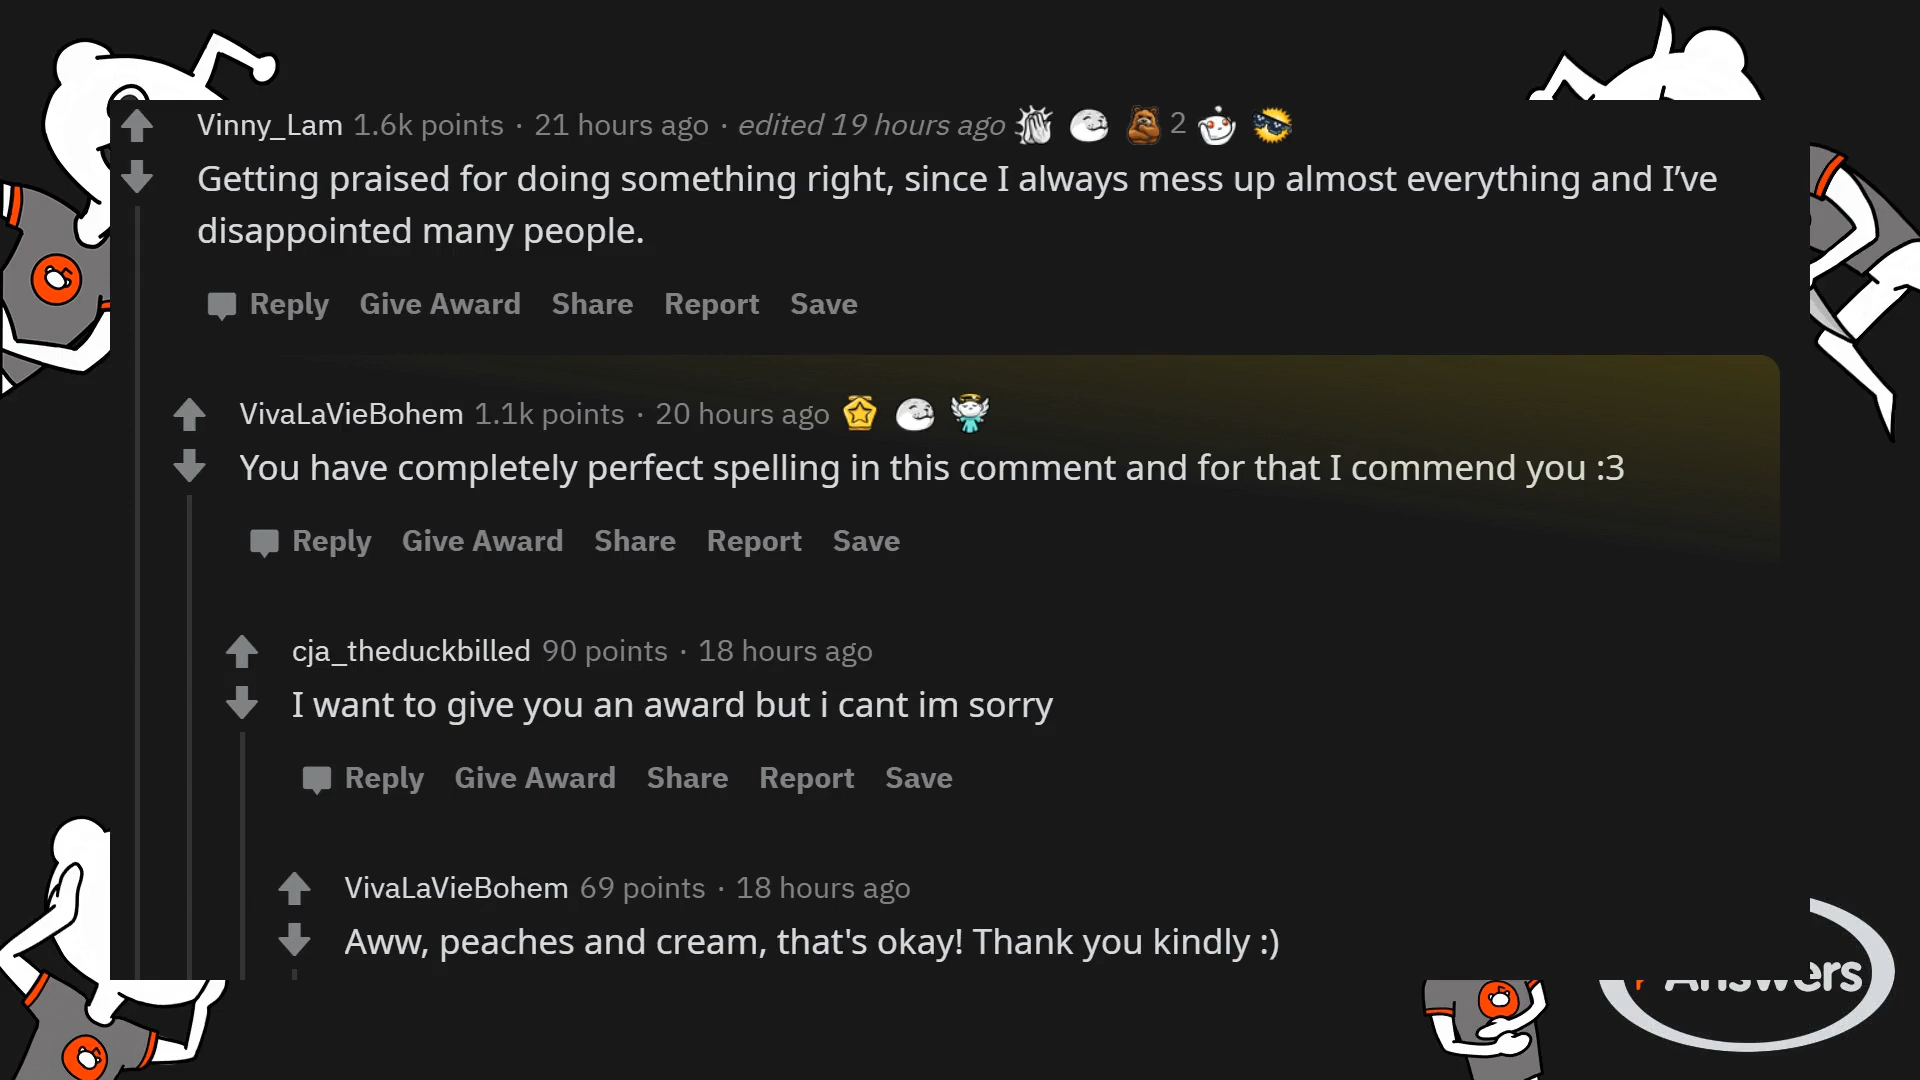 Vinny_Lam 1.6k points · 21 hours ago · edited 19 hours ago 2
Getting praised for doing something right, since I always mess up almost everything and I’ve
disappointed many people.
Reply Give Award Share Report Save
VivaLaVieBohem 1.1k points · 20 hours ago
You have completely perfect spelling in this comment and for that I commend you :3
Reply Give Award Share Report Save
cja_theduckbilled 90 points · 18 hours ago
I want to give you an award but i cant im sorry
Reply Give Award Share Report Save
VivaLaVieBohem 69 points · 18 hours ago
Aww, peaches and cream, that's okay! Thank you kindly :)
Answers